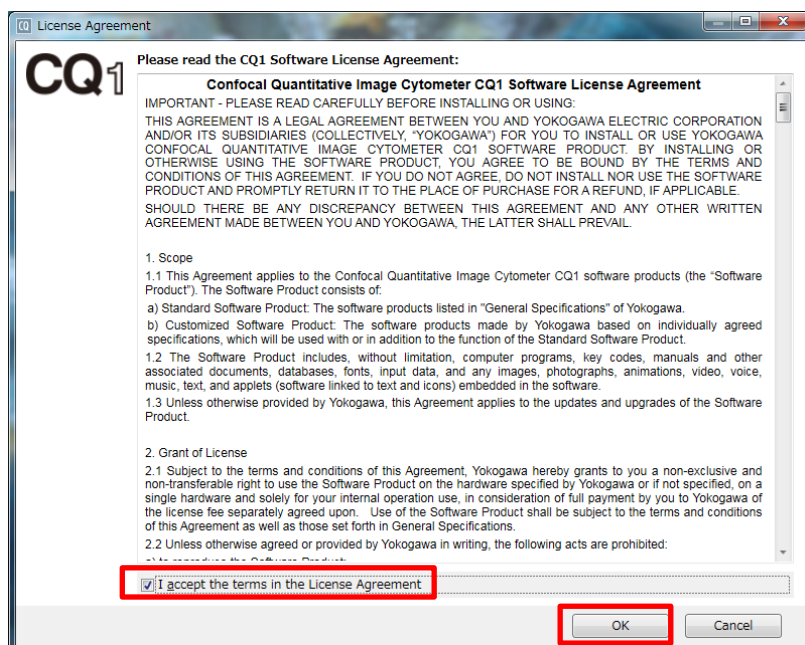 CQ License Agreement
CQ1
Please read the CQ1 Software License Agreement:
Confocal Quantitative Image Cytometer CQ1 Software License Agreement
IMPORTANT - PLEASE READ CAREFULLY BEFORE INSTALLING OR USING:
THIS AGREEMENT IS A LEGAL AGREEMENT BETWEEN YOU AND YOKOGAWA ELECTRIC CORPORATION
AND/OR ITS SUBSIDIARIES (COLLECTIVELY, “YOKOGAWA”) FOR YOU TO INSTALL OR USE YOKOGAWA
CONFOCAL QUANTITATIVE IMAGE CYTOMETER CQ1 SOFTWARE PRODUCT. BY INSTALLING OR
OTHERWISE USING THE SOFTWARE PRODUCT, YOU AGREE TO BE BOUND BY THE TERMS AND
CONDITIONS OF THIS AGREEMENT. IF YOU DO NOT AGREE, DO NOT INSTALL NOR USE THE SOFTWARE
PRODUCT AND PROMPTLY RETURN IT TO THE PLACE OF PURCHASE FOR A REFUND, IF APPLICABLE.
SHOULD THERE BE ANY DISCREPANCY BETWEEN THIS AGREEMENT AND ANY OTHER WRITTEN
AGREEMENT MADE BETWEEN YOU AND YOKOGAWA, THE LATTER SHALL PREVAIL.
1. Scope
1.1 This Agreement applies to the Confocal Quantitative Image Cytometer CQ1 software products (the “Software
Product”). The Software Product consists of:
a) Standard Software Product: The software products listed in "General Specifications" of Yokogawa.
b) Customized Software Product: The software products made by Yokogawa based on individually agreed
specifications, which will be used with or in addition to the function of the Standard Software Product.
1.2 The Software Product includes, without limitation, computer programs, key codes, manuals and other
associated documents, databases, fonts, input data, and any images, photographs, animations, video, voice,
music, text, and applets (software linked to text and icons) embedded in the software.
1.3 Unless otherwise provided by Yokogawa, this Agreement applies to the updates and upgrades of the Software
Product.
2. Grant of License
2.1 Subject to the terms and conditions of this Agreement, Yokogawa hereby grants to you a non-exclusive and
non-transferable right to use the Software Product on the hardware specified by Yokogawa or if not specified, on a
single hardware and solely for your internal operation use, in consideration of full payment by you to Yokogawa of
the license fee separately agreed upon. Use of the Software Product shall be subject to the terms and conditions
of this Agreement as well as those set forth in General Specifications.
2.2 Unless otherwise agreed or provided by Yokogawa in writing, the following acts are prohibited:
a) to reproduce the Software Product;
I accept the terms in the License Agreement
OK Cancel